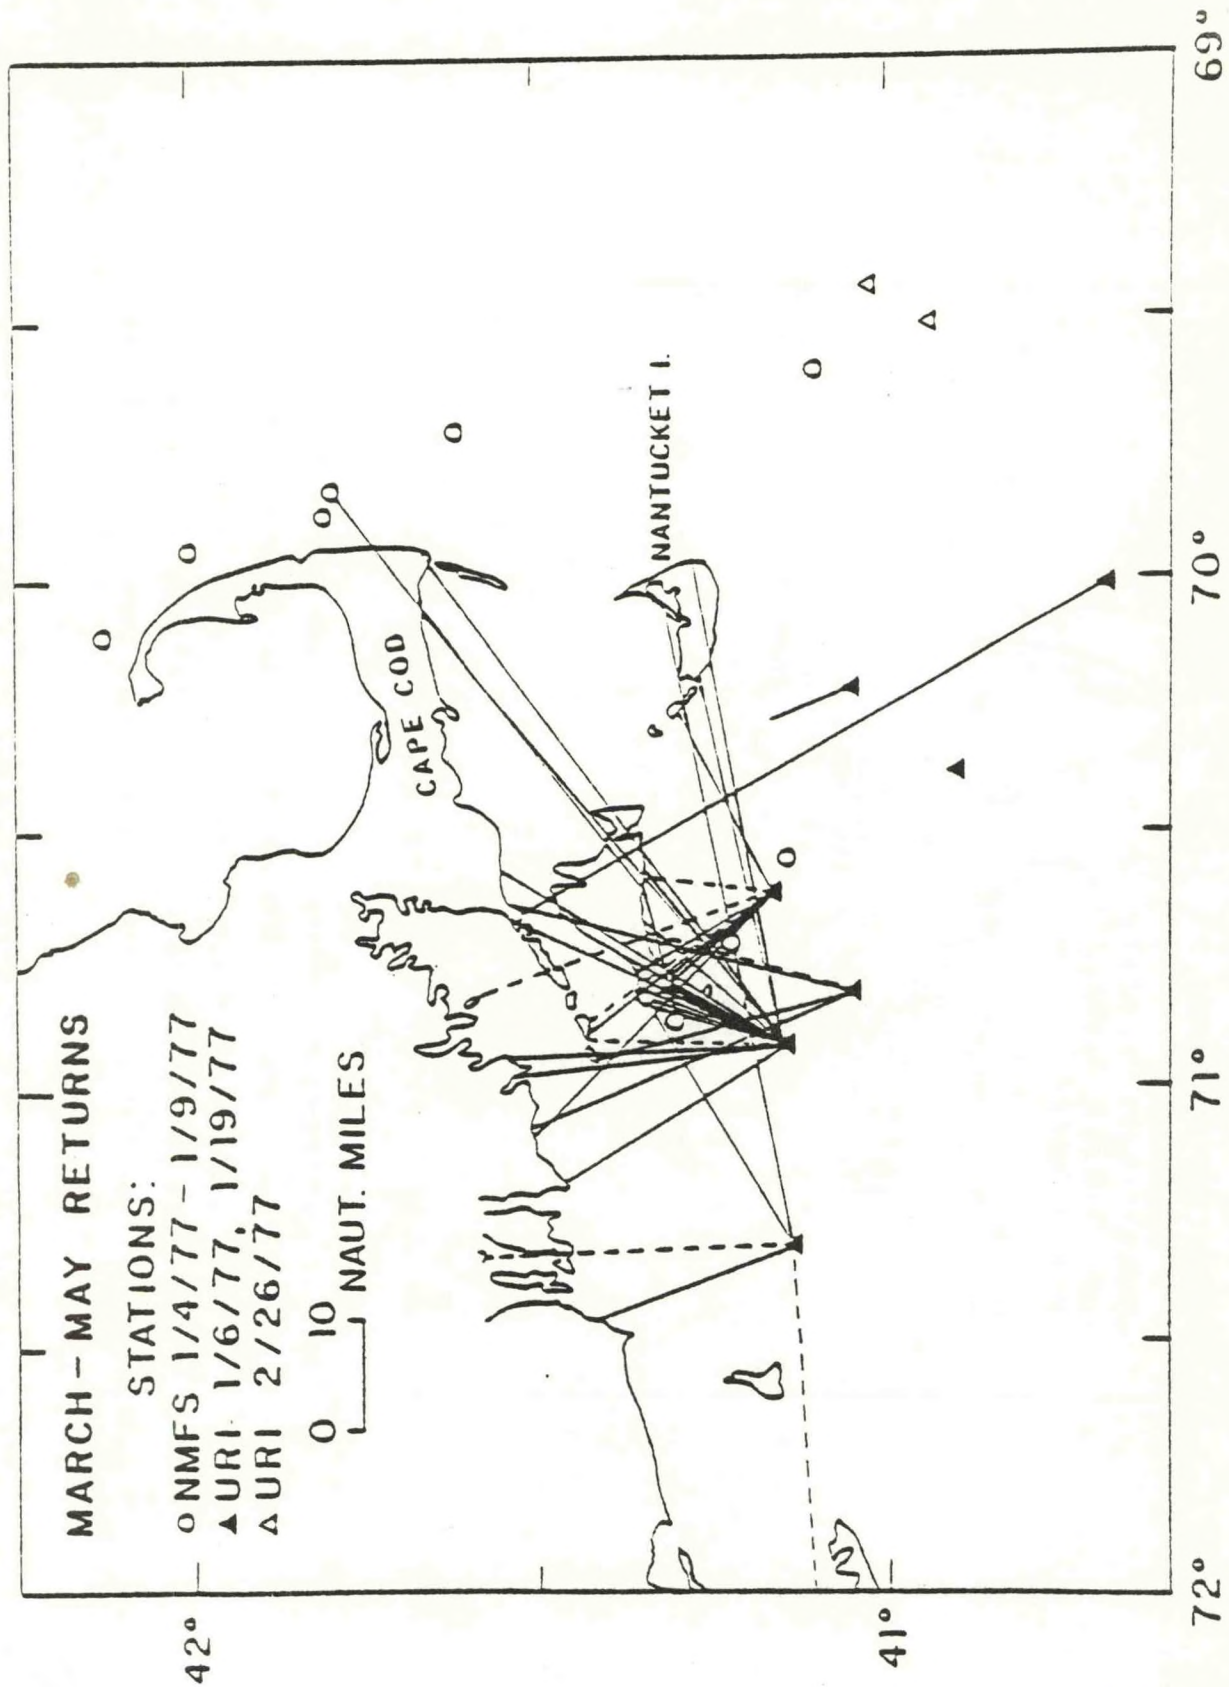 MARCH-MAY RETURNS
STATIONS:
O NMFS 1/4/77 - 1/9/77
▲ URI 1/6/77, 1/19/77
△ URI 2/26/77
0 10
NAUT. MILES
CAPE COD
NANTUCKET I.
42°
41°
72° 71° 70° 69°